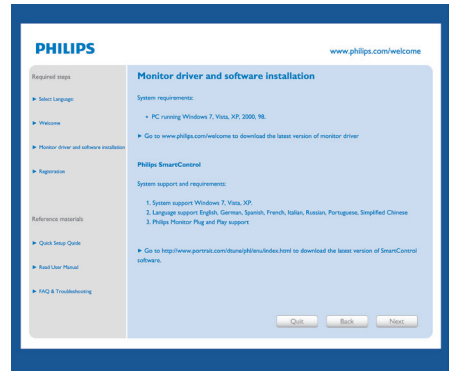 PHILIPS
www.philips.com/welcome
Required steps
Select Language
Welcome
Monitor driver and software installation
Registration
Reference materials
Quick Setup Guide
Read User Manual
FAQ & Troubleshooting
Monitor driver and software installation
System requirements:
• PC running Windows 7, Vista, XP, 2000, 98.
Go to www.philips.com/welcome to download the latest version of monitor driver
Philips SmartControl
System support and requirements:
1. System support Windows 7, Vista, XP.
2. Language support English, German, Spanish, French, Italian, Russian, Portuguese, Simplified Chinese
3. Philips Monitor Plug and Play support
Go to http://www.portrait.com/dtune/phl/enu/index.html to download the latest version of SmartControl
software.
Quit
Back
Next